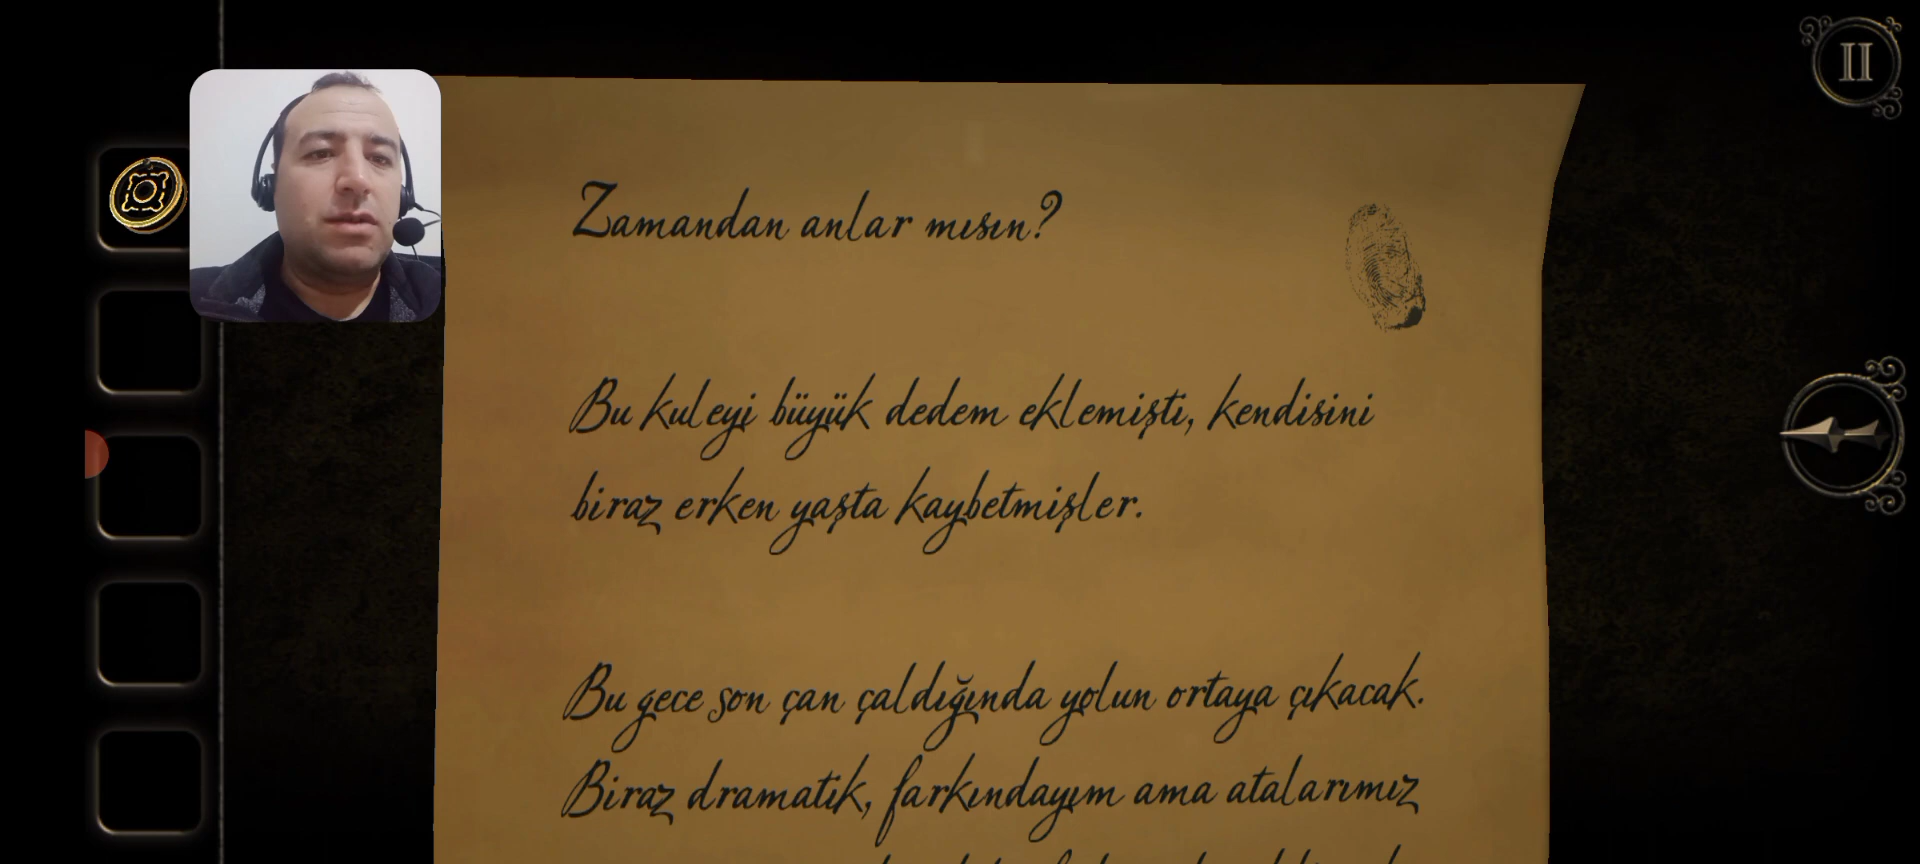 Zamandan anlar mısın?
Bu kuleyi büyük dedem eklemişti, kendisini
biraz erken yaşta kaybetmişler.
Bu gece son çan çaldığında yolun ortaya çıkacak.
Biraz dramatik, farkındayım ama atalarımız